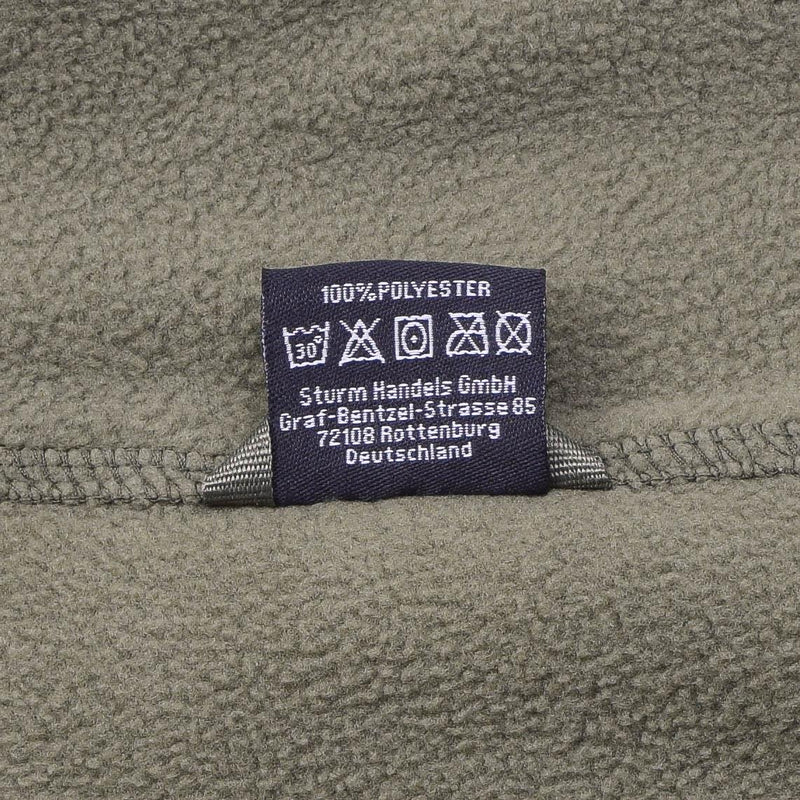 100%POLYESTER
30°
Sturm Handels GmbH
Graf-Bentzel-Strasse 85
72108 Rottenburg
Deutschland